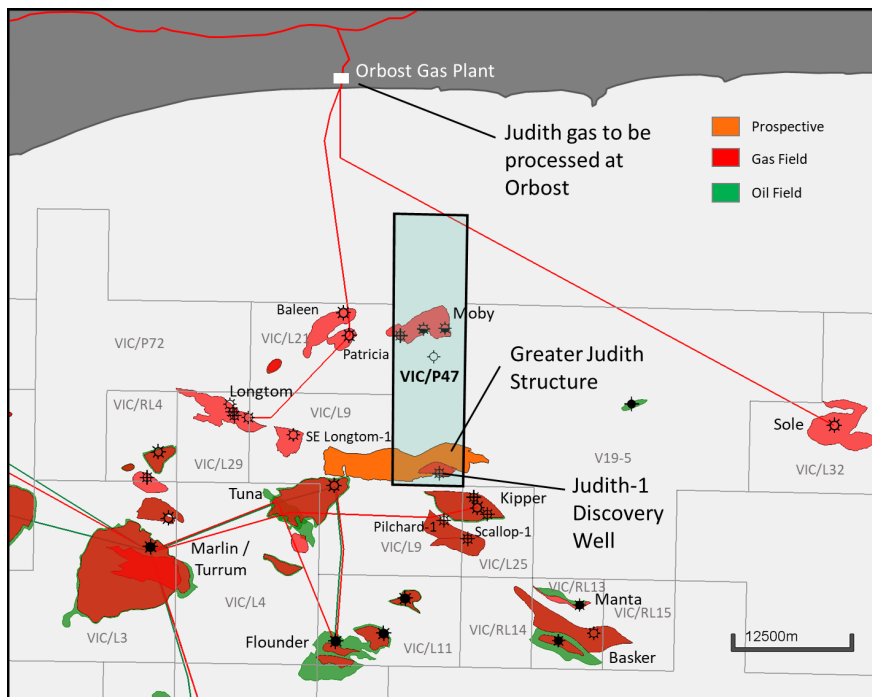 Orbost Gas Plant
Judith gas to be
processed at
Orbost
Prospective
Gas Field
Oil Field
Baleen
Moby
VIC/L21
VIC/P72
Patricia
VIC/P47
Greater Judith
Structure
Longtom
VIC/RL4
VIC/L9
SE Longtom-1
Sole
V19-5
VIC/L29
VIC/L32
Judith-1
Discovery
Well
Tuna
Kipper
Pilchard-1
Scallop-1
VIC/L9
Marlin /
Turrum
VIC/L25
VIC/RL13
Manta
VIC/RL15
VIC/L4
VIC/L3
Flounder
VIC/L11
VIC/RL14
Basker
12500m